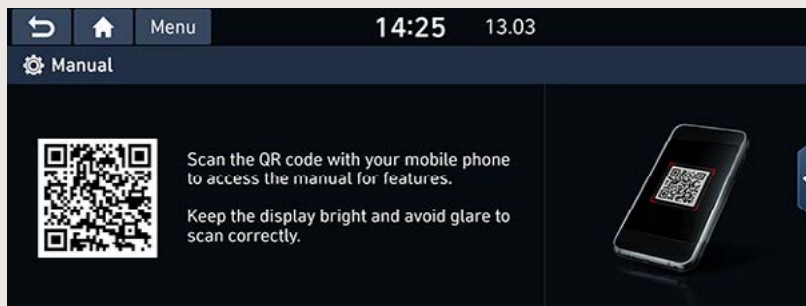 Menu
14:25
13.03
Manual
Scan the QR code with your mobile phone
to access the manual for features.
Keep the display bright and avoid glare to
scan correctly.